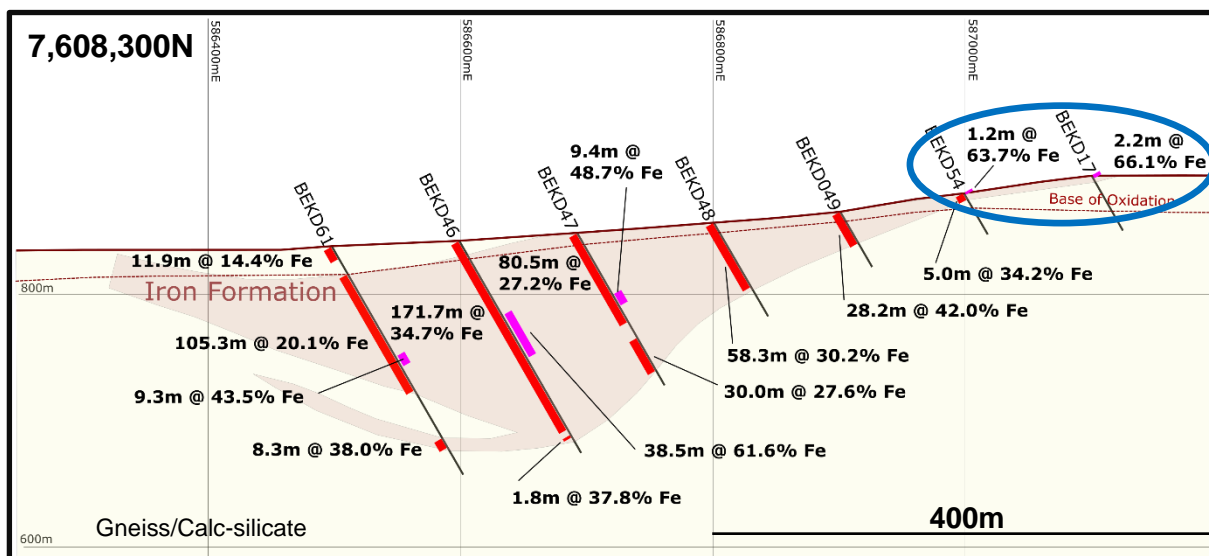 7,608,300N
586400mE
586600mE
586800mE
587000mE
BEKD61
BEKD46
BEKD47
BEKD48
BEKD049
BEKD54
BEKD17
9.4m @
48.7% Fe
1.2m @
63.7% Fe
2.2m @
66.1% Fe
Base of Oxidation
11.9m @ 14.4% Fe
80.5m @
27.2% Fe
5.0m @ 34.2% Fe
800m
Iron Formation
171.7m @
34.7% Fe
28.2m @ 42.0% Fe
105.3m @ 20.1% Fe
58.3m @ 30.2% Fe
9.3m @ 43.5% Fe
30.0m @ 27.6% Fe
8.3m @ 38.0% Fe
38.5m @ 61.6% Fe
1.8m @ 37.8% Fe
Gneiss/Calc-silicate
400m
600m